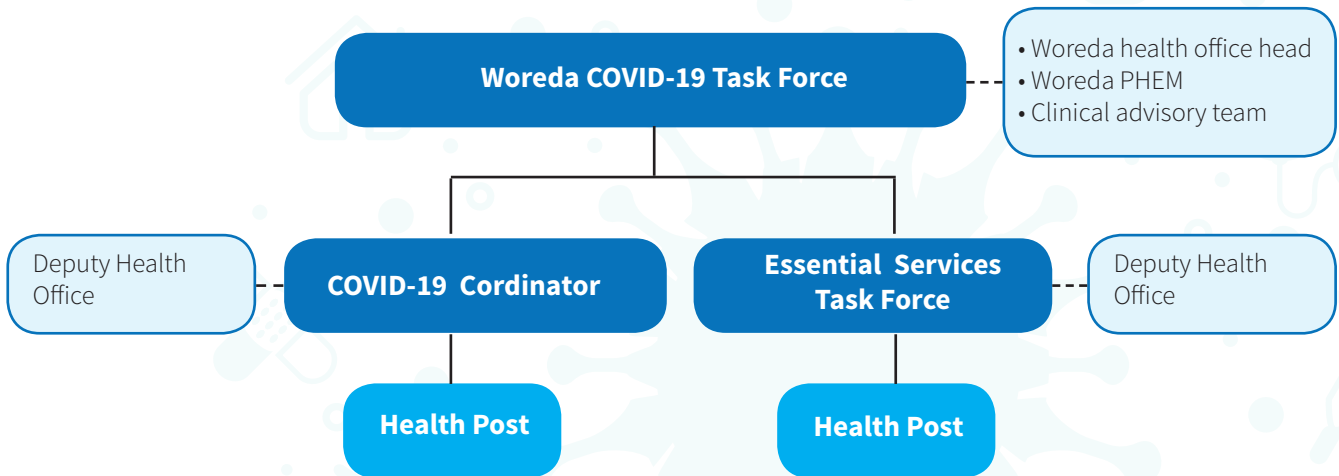 Woreda COVID-19 Task Force
• Woreda health office head
• Woreda PHEM
• Clinical advisory team
Deputy Health
Office
COVID-19 Cordinator
Essential Services
Task Force
Deputy Health
Office
Health Post
Health Post